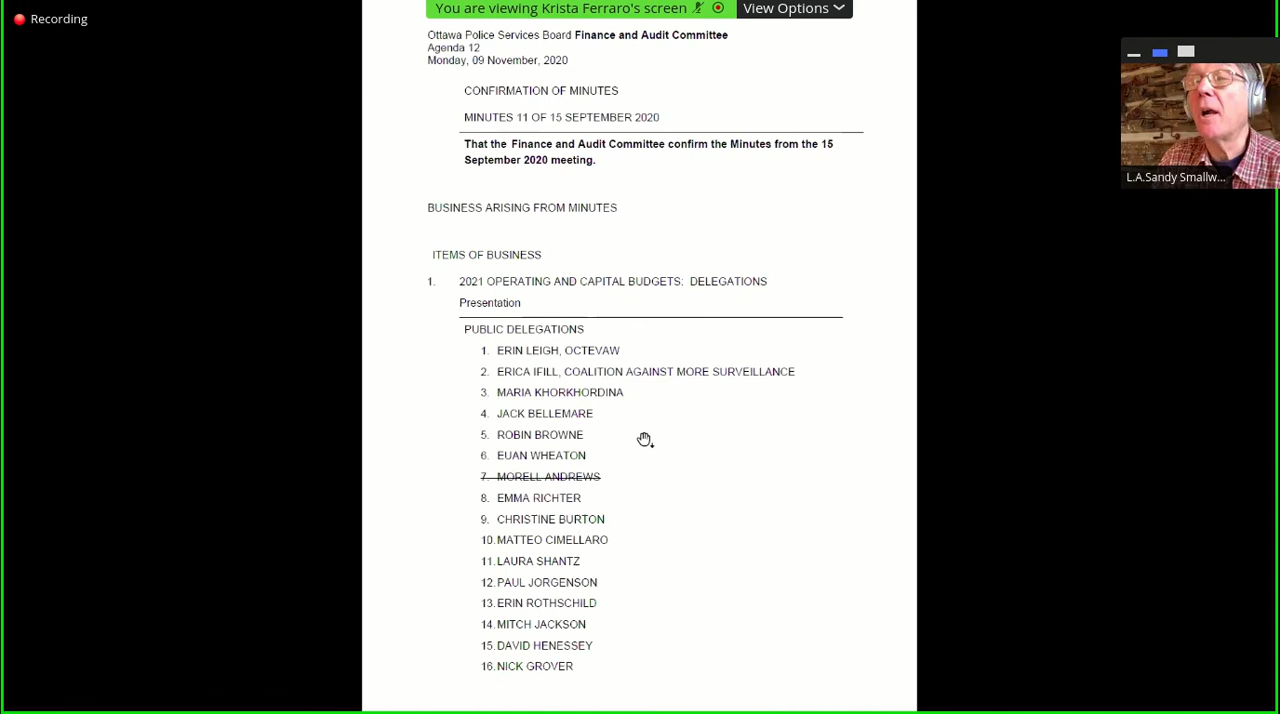 Recording
You are viewing Krista Ferraro's screen
View Options
Ottawa Police Services Board Finance and Audit Committee
Agenda 12
Monday, 09 November, 2020
CONFIRMATION OF MINUTES
MINUTES 11 OF 15 SEPTEMBER 2020
That the Finance and Audit Committee confirm the Minutes from the 15
September 2020 meeting.
BUSINESS ARISING FROM MINUTES
ITEMS OF BUSINESS
1. 2021 OPERATING AND CAPITAL BUDGETS: DELEGATIONS
Presentation
PUBLIC DELEGATIONS
1. ERIN LEIGH, OCTEVAW
2. ERICA IFILL, COALITION AGAINST MORE SURVEILLANCE
3. MARIA KHORKHORDINA
4. JACK BELLEMARE
5. ROBIN BROWNE
6. EUAN WHEATON
7. MORELL ANDREWS
8. EMMA RICHTER
9. CHRISTINE BURTON
10. MATTEO CIMELLARO
11. LAURA SHANTZ
12. PAUL JORGENSON
13. ERIN ROTHSCHILD
14. MITCH JACKSON
15. DAVID HENESSEY
16. NICK GROVER
L.A.Sandy Smallw...